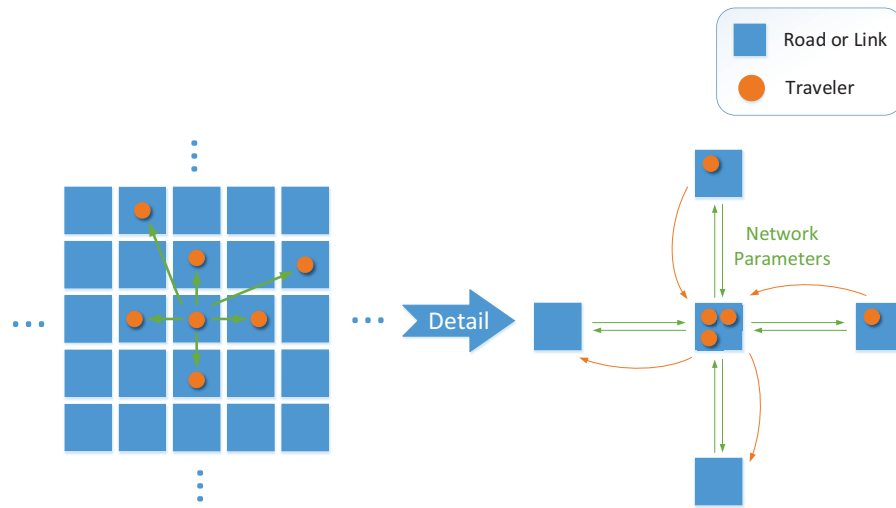 Road or Link
Traveler
Network
Parameters
Detail